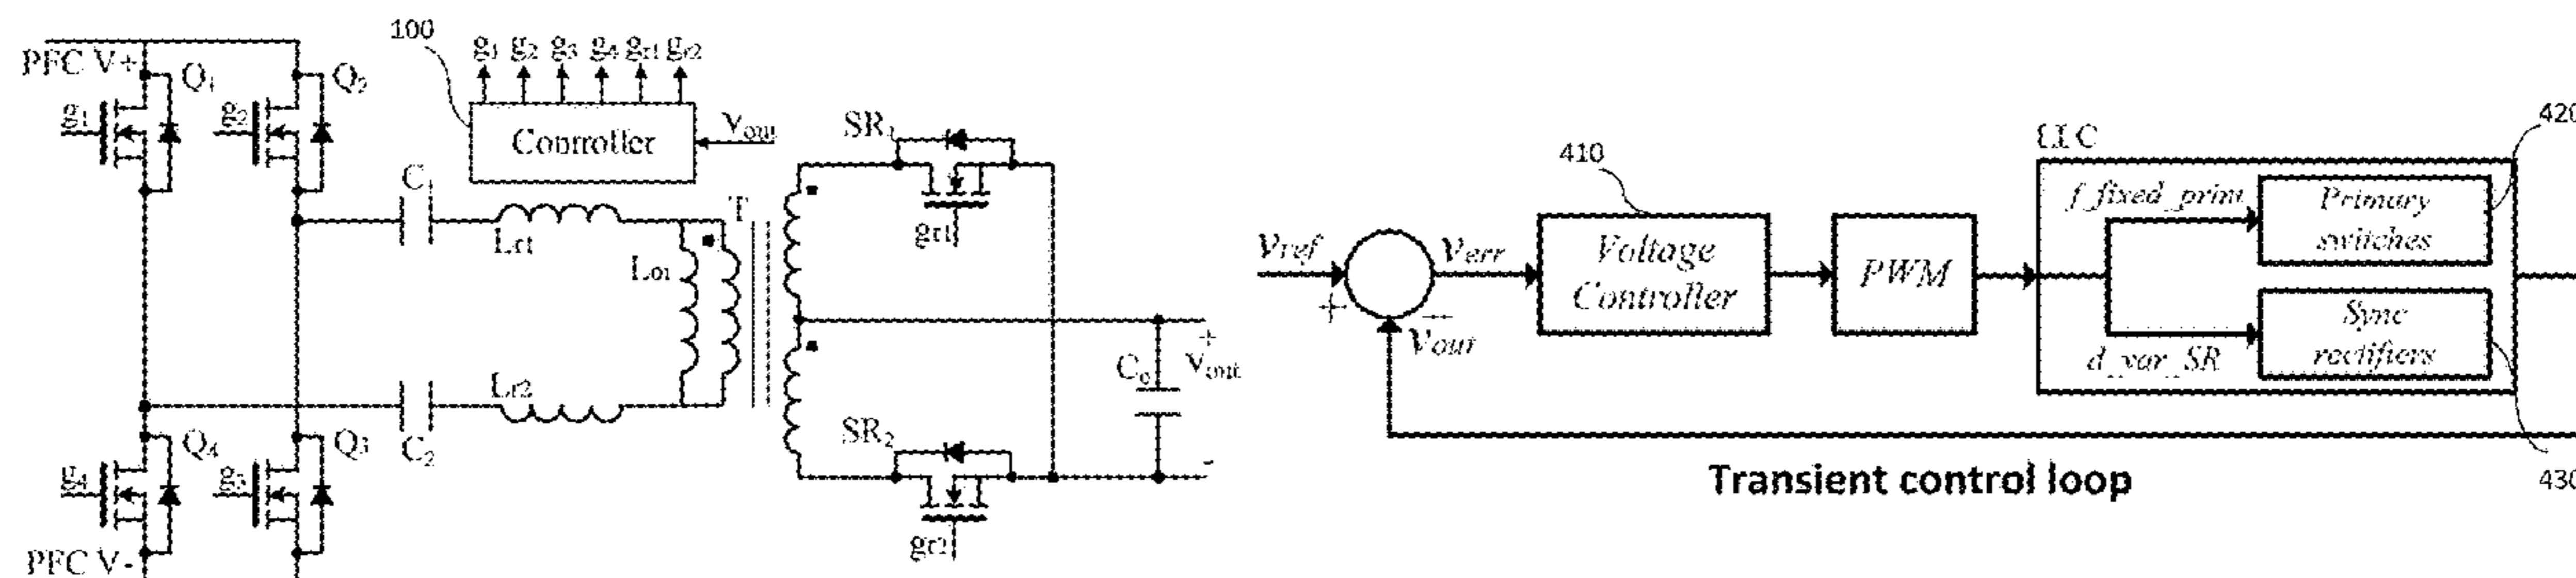 100
g1 g2 g3 g4 gr1 gr2
PFC V+
Q1
Q2
g1
g2
Controller
Vout
SR1
C
Lr1
T
gr1
Lm
+
Co
Vout
-
Lr2
C2
SR2
gr2
Q4
Q3
g4
g3
PFC V-
LLC
420
410
f_fixed_prim
Primary
switches
Vref
Verr
Voltage
Controller
PWM
+
Vout
d_var_SR
Sync
rectifiers
Transient control loop
430